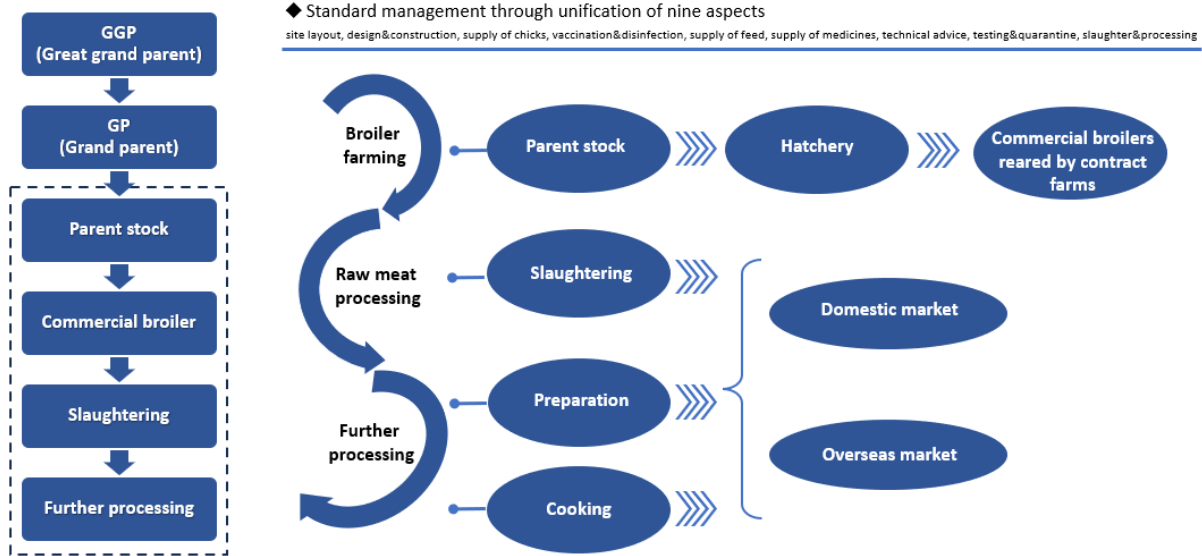 GGP
(Great grand parent)
GP
(Grand parent)
Parent stock
Commercial broiler
Slaughtering
Further processing
◆ Standard management through unification of nine aspects
site layout, design&construction, supply of chicks, vaccination&disinfection, supply of feed, supply of medicines, technical advice, testing&quarantine, slaughter&processing
Broiler
farming
Parent stock
Hatchery
Commercial broilers
reared by contract
farms
Raw meat
processing
Slaughtering
Domestic market
Further
processing
Preparation
Overseas market
Cooking